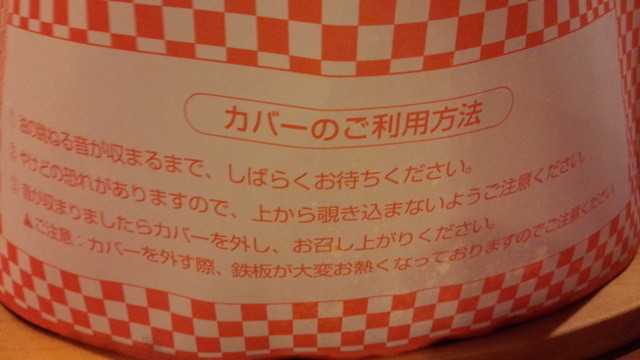 カバーのご利用方法
① 油の跳ねる音が収まるまで、しばらくお待ちください。
② やけどの恐れがありますので、上から覗き込まないようご注意ください。
③ 音が収まりましたらカバーを外し、お召し上がりください。
▲ご注意：カバーを外す際、鉄板が大変お熱くなっておりますのでご注意ください